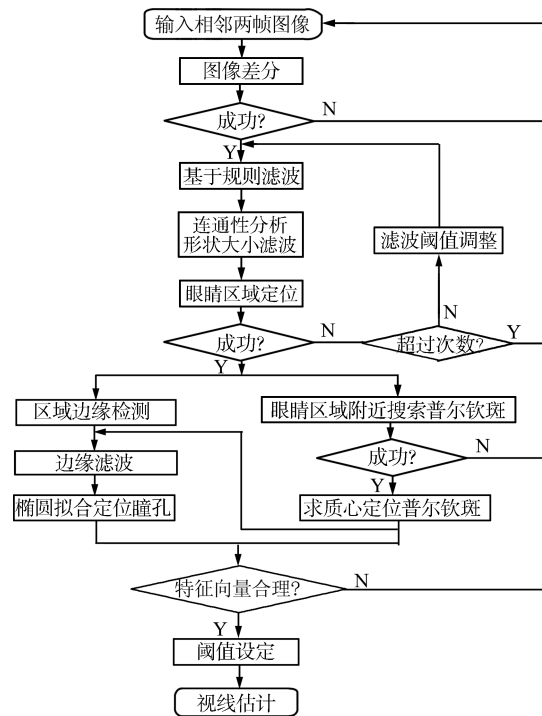 输入相邻两帧图像
图像差分
成功?
N
Y
基于规则滤波
连通性分析
形状大小滤波
滤波阈值调整
眼睛区域定位
成功?
N
超过次数?
N
Y
Y
区域边缘检测
眼睛区域附近搜索普尔钦斑
边缘滤波
成功?
N
Y
椭圆拟合定位瞳孔
求质心定位普尔钦斑
特征向量合理?
N
Y
阈值设定
视线估计